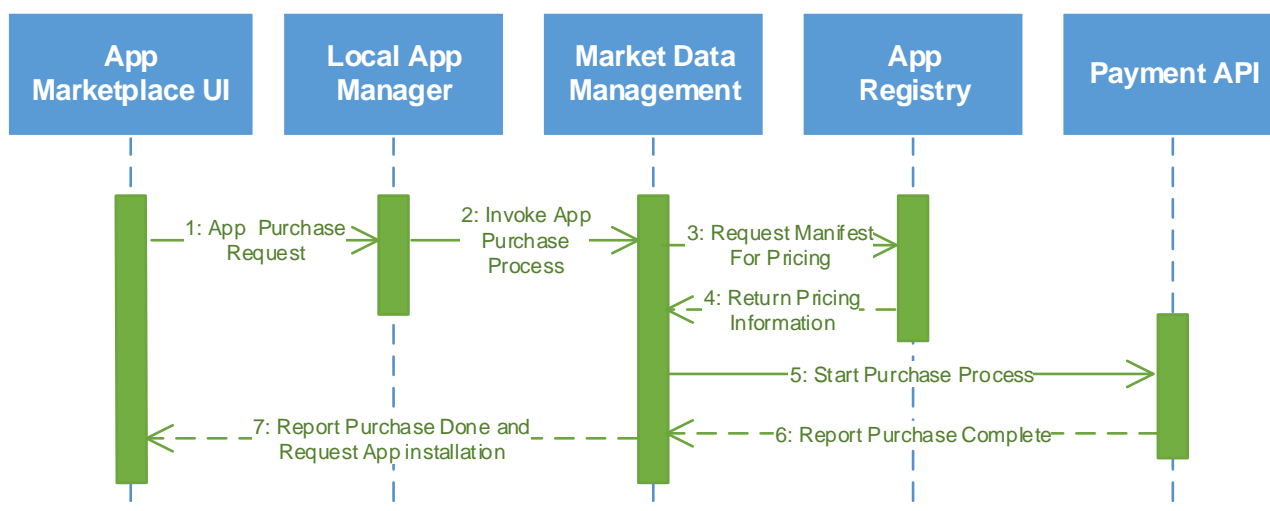 App
Marketplace UI
Local App
Manager
Market Data
Management
App
Registry
Payment API
1: App Purchase
Request
2: Invoke App
Purchase
Process
3: Request Manifest
For Pricing
4: Return Pricing
Information
5: Start Purchase Process
6: Report Purchase Complete
7: Report Purchase Done and
Request App installation